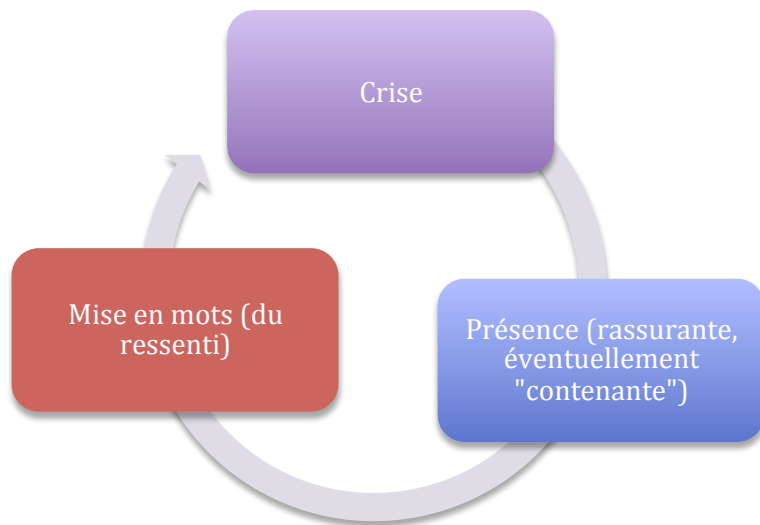 Crise
Présence (rassurante,
éventuellement
"contenante")
Mise en mots (du
ressenti)